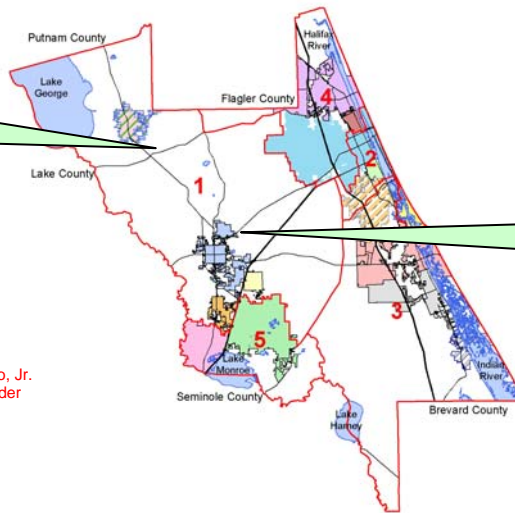 Putnam County
Halifax
River
Lake
George
Flagler County
4
Lake County
2
1
3
5
Lake
Monroe
Indian
River
o, Jr.
der
Seminole County
Brevard County
Lake
Harney